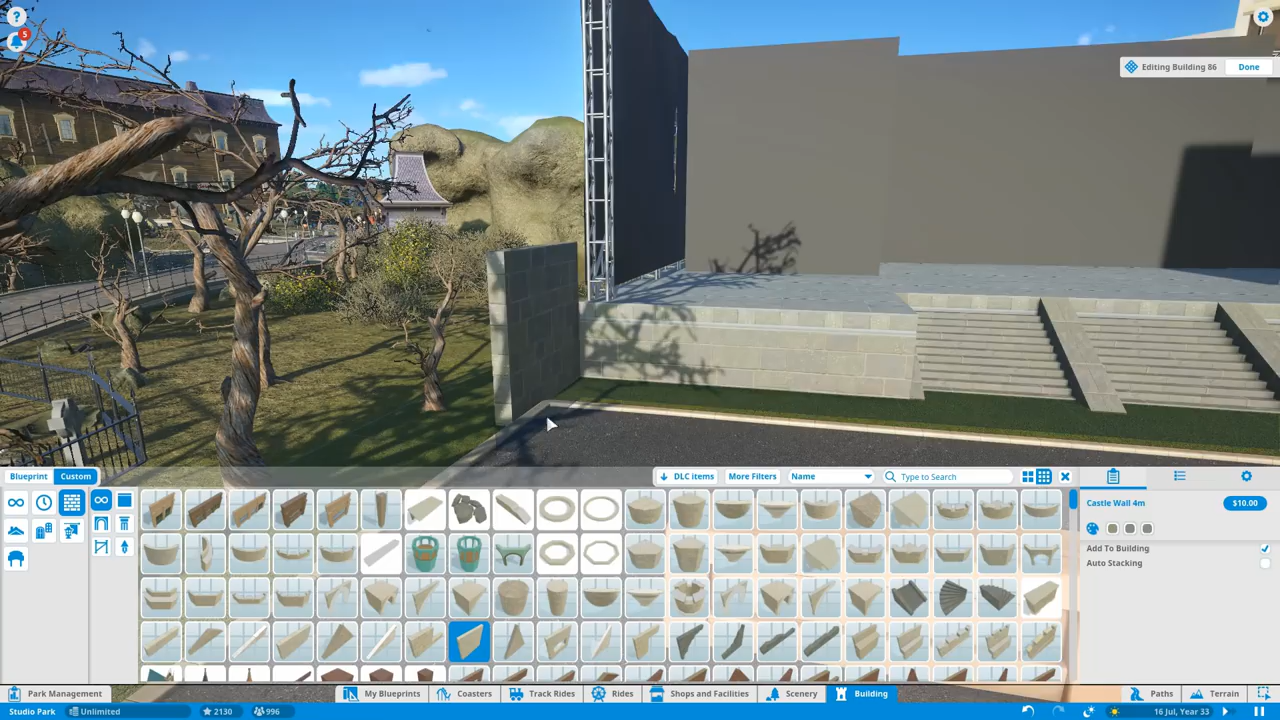 ?
5
Editing Building 86
Done
Blueprint
Custom
DLC items
More Filters
Name
Type to Search
Castle Wall 4m
$10.00
Add To Building
Auto Stacking
Park Management
My Blueprints
Coasters
Track Rides
Rides
Shops and Facilities
Scenery
Building
Paths
Terrain
Studio Park
Unlimited
2130
996
16 Jul, Year 33